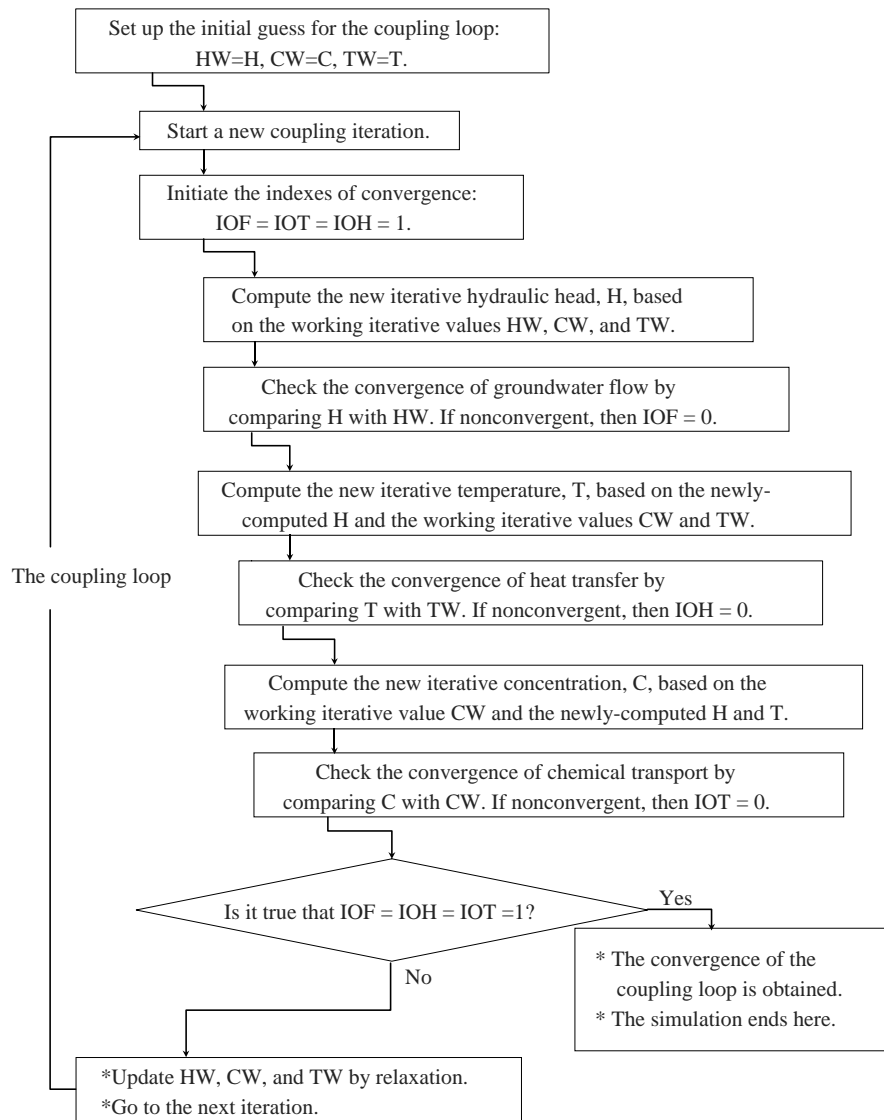 Set up the initial guess for the coupling loop:
HW=H, CW=C, TW=T.
Start a new coupling iteration.
Initiate the indexes of convergence:
IOF = IOT = IOH = 1.
Compute the new iterative hydraulic head, H, based
on the working iterative values HW, CW, and TW.
Check the convergence of groundwater flow by
comparing H with HW. If nonconvergent, then IOF = 0.
Compute the new iterative temperature, T, based on the newly-
computed H and the working iterative values CW and TW.
The coupling loop
Check the convergence of heat transfer by
comparing T with TW. If nonconvergent, then IOH = 0.
Compute the new iterative concentration, C, based on the
working iterative value CW and the newly-computed H and T.
Check the convergence of chemical transport by
comparing C with CW. If nonconvergent, then IOT = 0.
Is it true that IOF = IOH = IOT =1?
Yes
No
* The convergence of the
coupling loop is obtained.
* The simulation ends here.
*Update HW, CW, and TW by relaxation.
*Go to the next iteration.